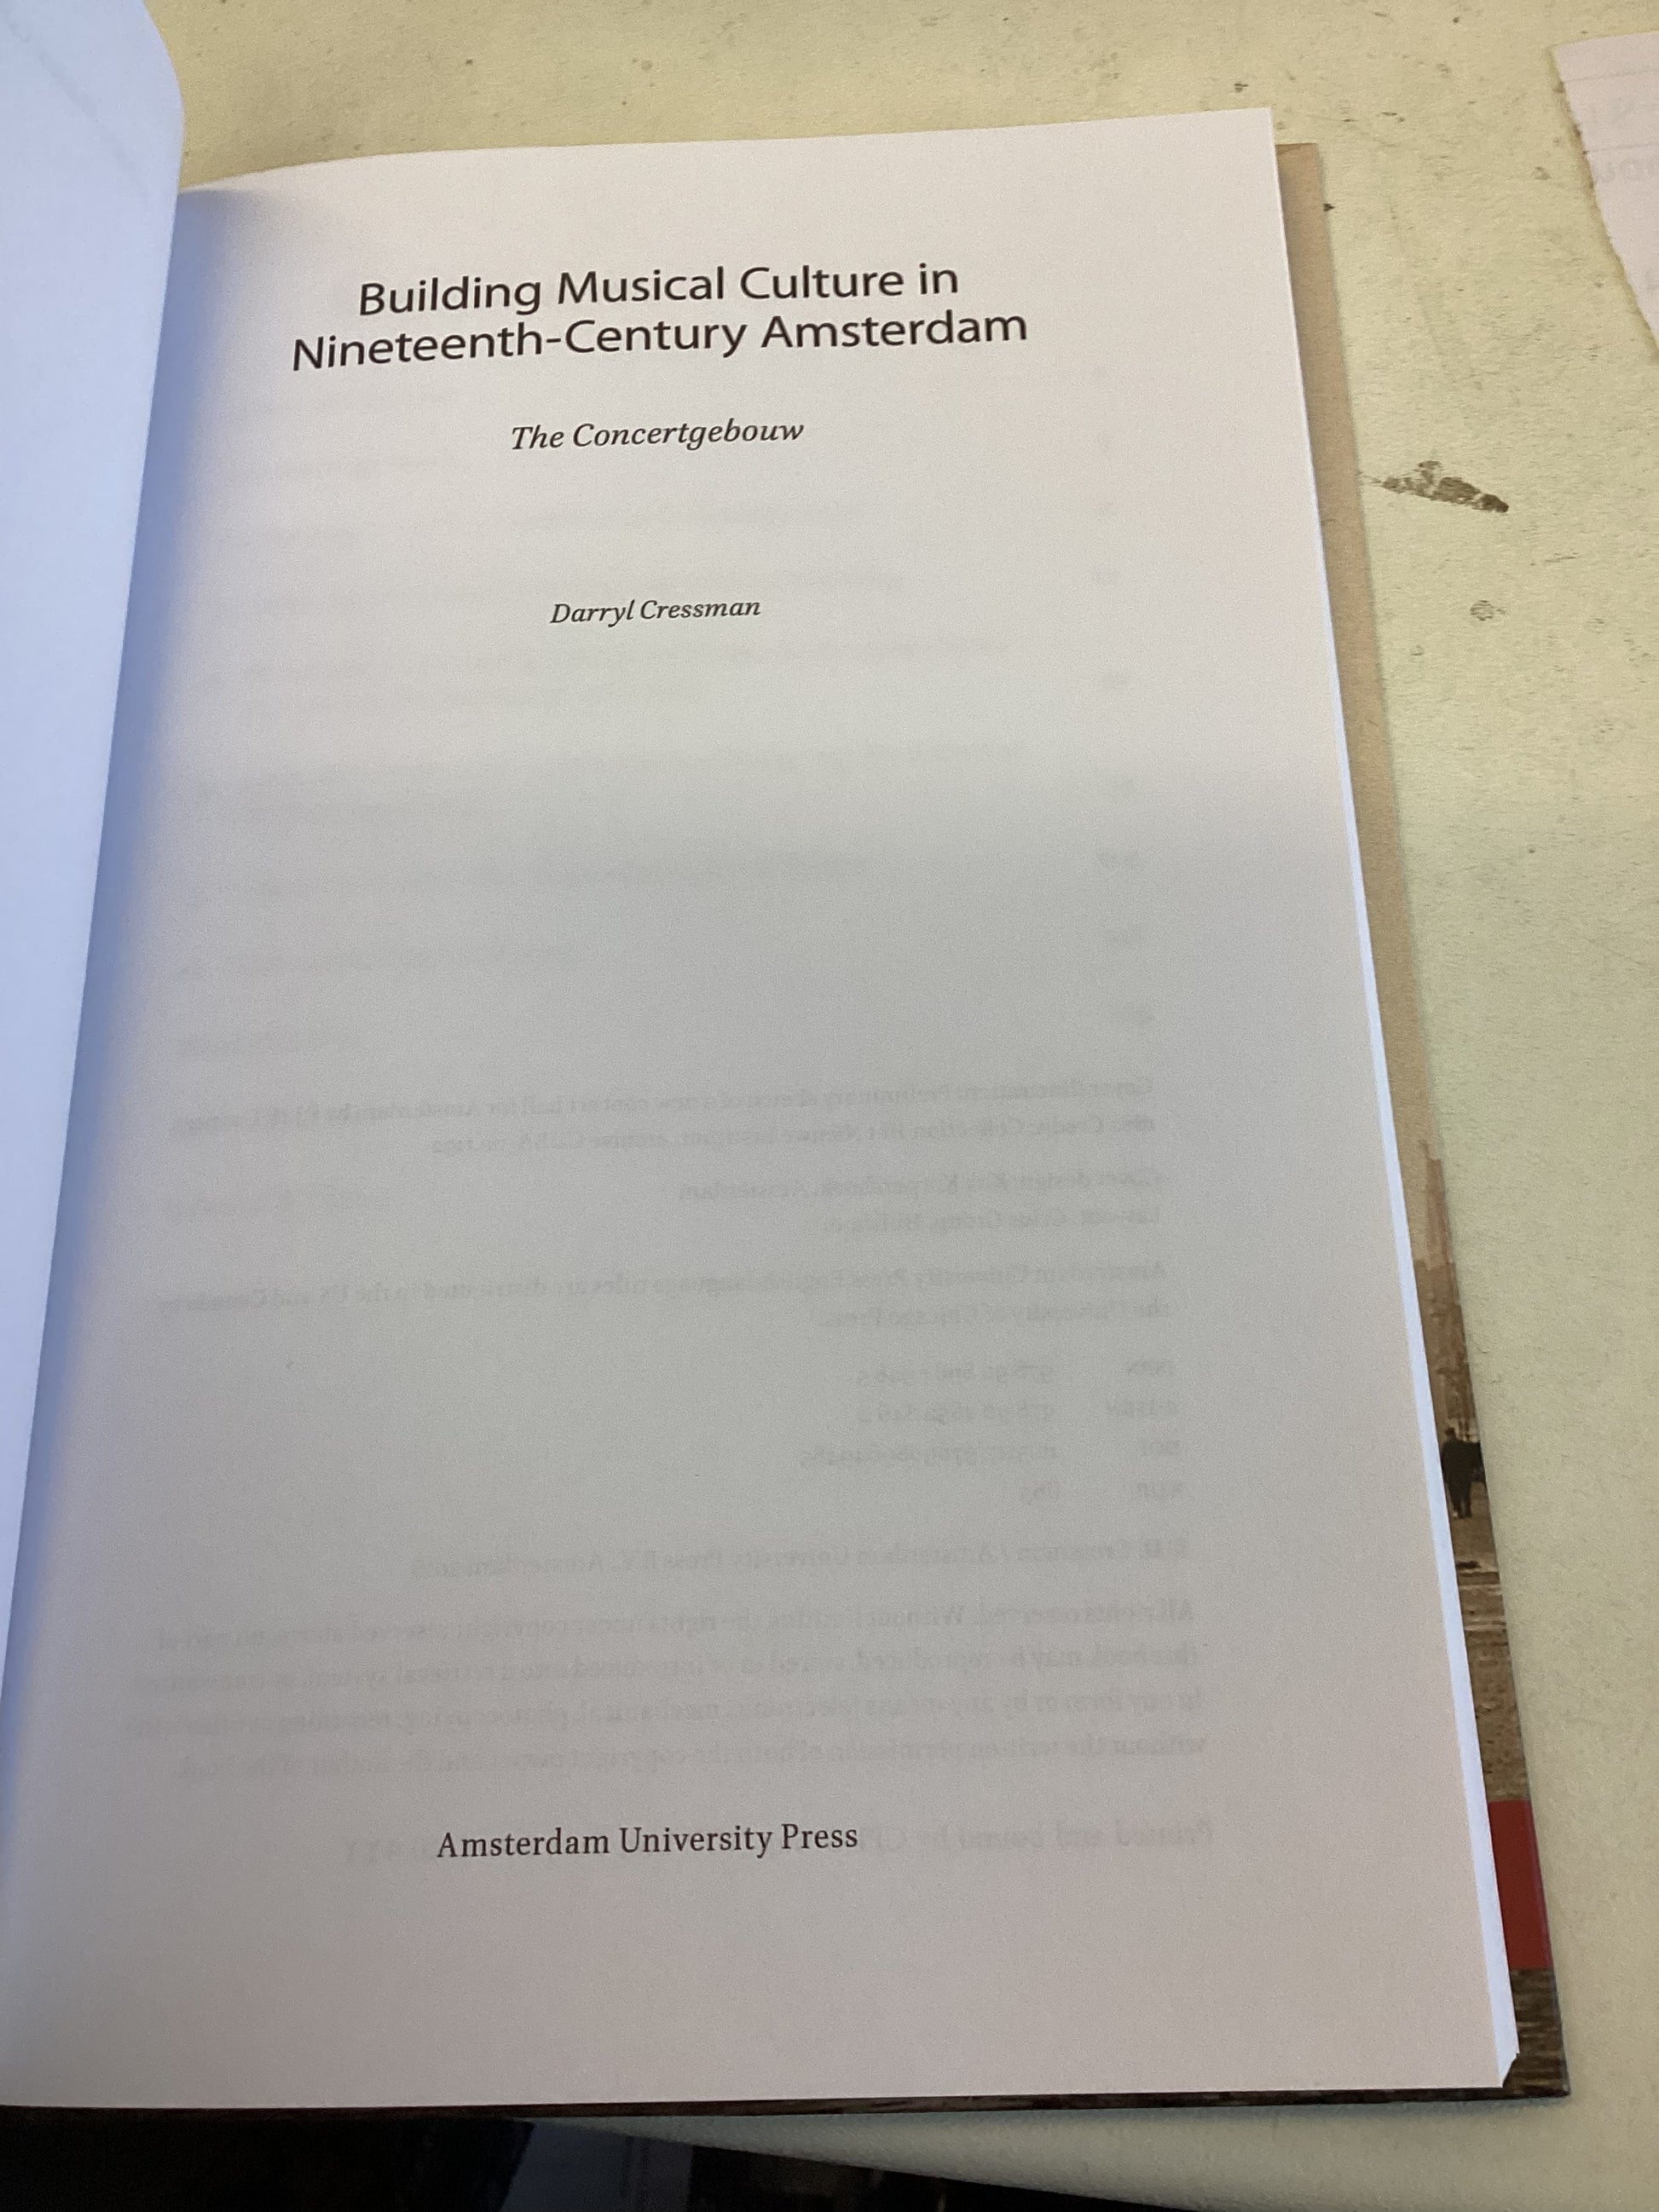 Building Musical Culture in
Nineteenth-Century Amsterdam
The Concertgebouw
Darryl Cressman
Amsterdam University Press